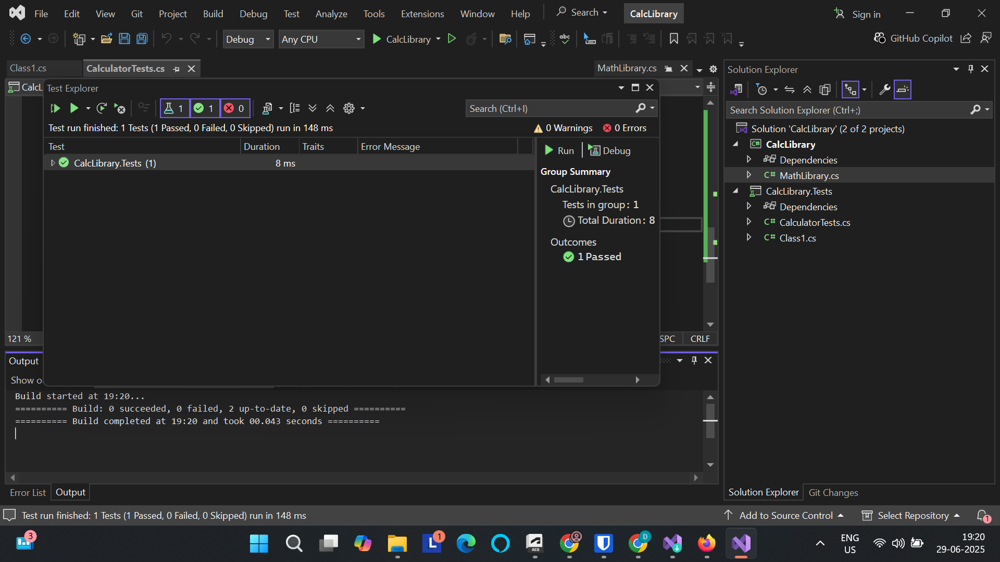 File Edit View Git Project Build Debug Test Analyze Tools Extensions Window Help Search CalcLibrary Sign in
Debug Any CPU CalcLibrary GitHub Copilot
Class1.cs CalculatorTests.cs MathLibrary.cs
CalcL
Test Explorer
1 1 0 Search (Ctrl+I)
Test run finished: 1 Tests (1 Passed, 0 Failed, 0 Skipped) run in 148 ms 0 Warnings 0 Errors
Test Duration Traits Error Message
CalcLibrary.Tests (1) 8 ms
Run Debug
Group Summary
CalcLibrary.Tests
Tests in group: 1
Total Duration: 8
Outcomes
1 Passed
121 % SPC CRLF
Output
Show o
Build started at 19:20...
========== Build: 0 succeeded, 0 failed, 2 up-to-date, 0 skipped ==========
========== Build completed at 19:20 and took 00.043 seconds ==========
Error List Output
Solution Explorer
Search Solution Explorer (Ctrl+;)
Solution 'CalcLibrary' (2 of 2 projects)
CalcLibrary
Dependencies
C# MathLibrary.cs
CalcLibrary.Tests
Dependencies
C# CalculatorTests.cs
C# Class1.cs
Solution Explorer Git Changes
Test run finished: 1 Tests (1 Passed, 0 Failed, 0 Skipped) run in 148 ms Add to Source Control Select Repository 1
3 L 1 ACS D
ENG
US
19:20
29-06-2025